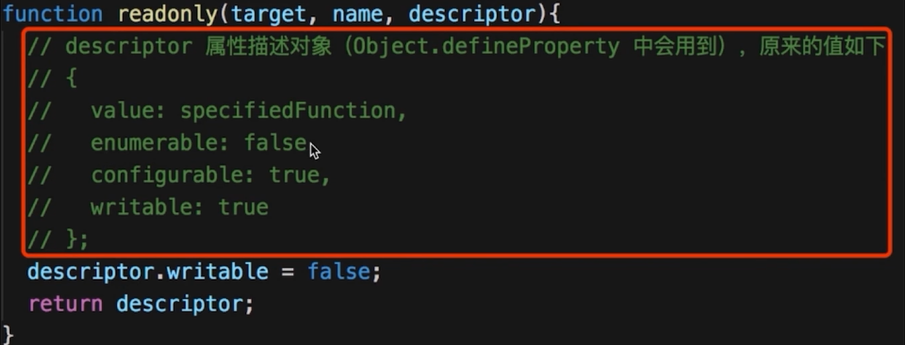 function readonly(target, name, descriptor){
// descriptor 属性描述对象（Object.defineProperty 中会用到），原来的值如下
// {
//   value: specifiedFunction,
//   enumerable: false,
//   configurable: true,
//   writable: true
// };
descriptor.writable = false;
return descriptor;
}